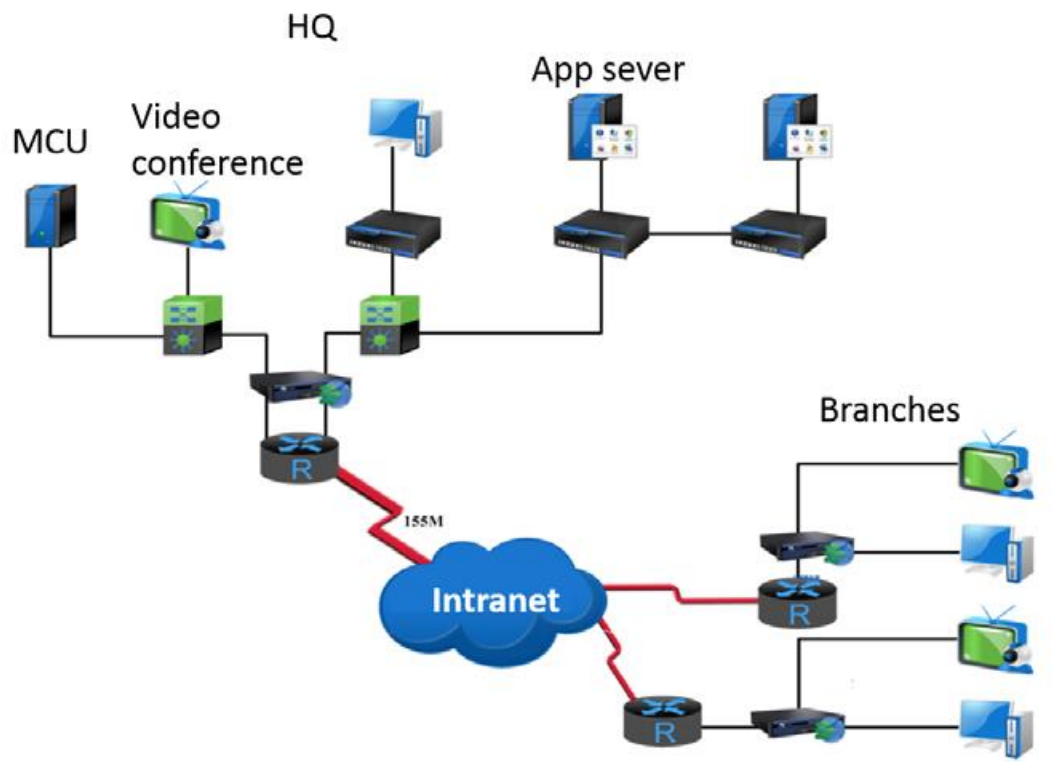 HQ
App sever
Video
conference
MCU
R
155M
Branches
Intranet
R
R